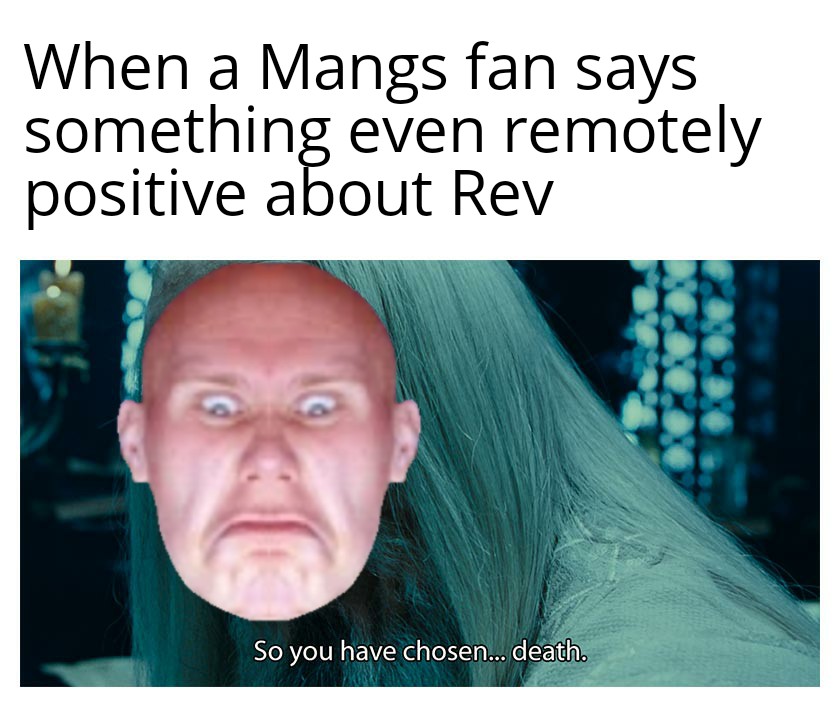 When a Mangs fan says
something even remotely
positive about Rev
So you have chosen... death.